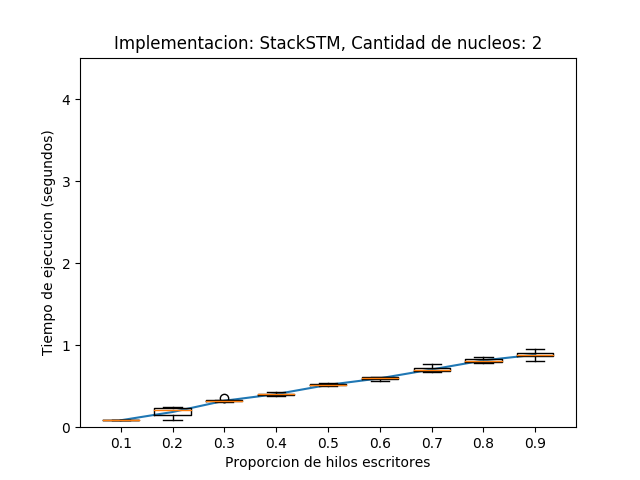 Implementacion: StackSTM, Cantidad de nucleos: 2
Tiempo de ejecucion (segundos)
4
3
2
1
0
0.1 0.2 0.3 0.4 0.5 0.6 0.7 0.8 0.9
Proporcion de hilos escritores